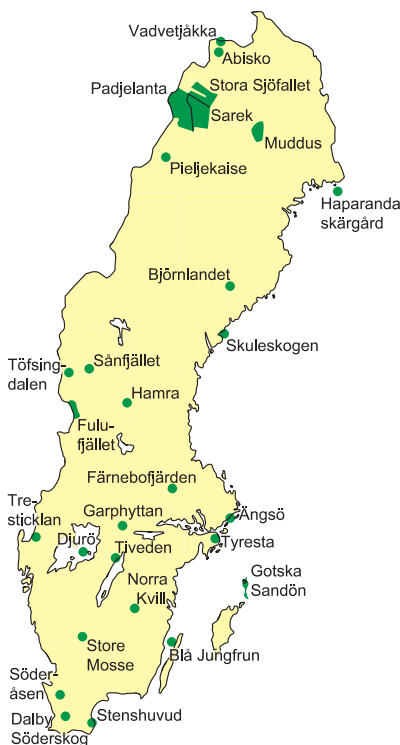 Vadvetjåkka
Abisko
Padjelanta
Stora Sjöfallet
Sarek
Muddus
Pieljekaise
Haparanda
skärgård
Björnlandet
Skuleskogen
Töfsing-
dalen
Sånfjället
Hamra
Fulu-
fjället
Färnebofjärden
Tre-
sticklan
Garphyttan
Ängsö
Djurö
Tiveden
Tyresta
Norra
Kvill
Gotska
Sandön
Store
Mosse
Blå Jungfrun
Söder-
åsen
Dalby
Söderskog
Stenshuvud